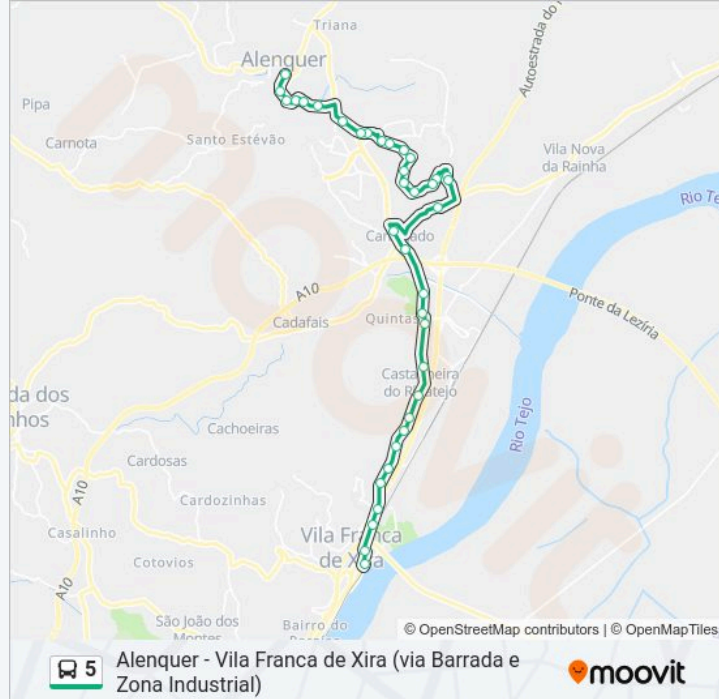 Triana
Autoestrada do
Alenquer
Pipa
Santo Estêvão
Carnota
Vila Nova
da Rainha
Rio Tejo
Carregado
A10
Ponte da Lezíria
Quintas
Cadafais
Castanheira
do Ribatejo
Cachoeiras
Rio Tejo
Cardosas
A10
Cardozinhas
Vila Franca
de Xira
Casalinho
Cotovios
A10
São João dos
Montes
Bairro do
moovit
© OpenStreetMap contributors | © OpenMapTiles
5 Alenquer - Vila Franca de Xira (via Barrada e
Zona Industrial)
moovit